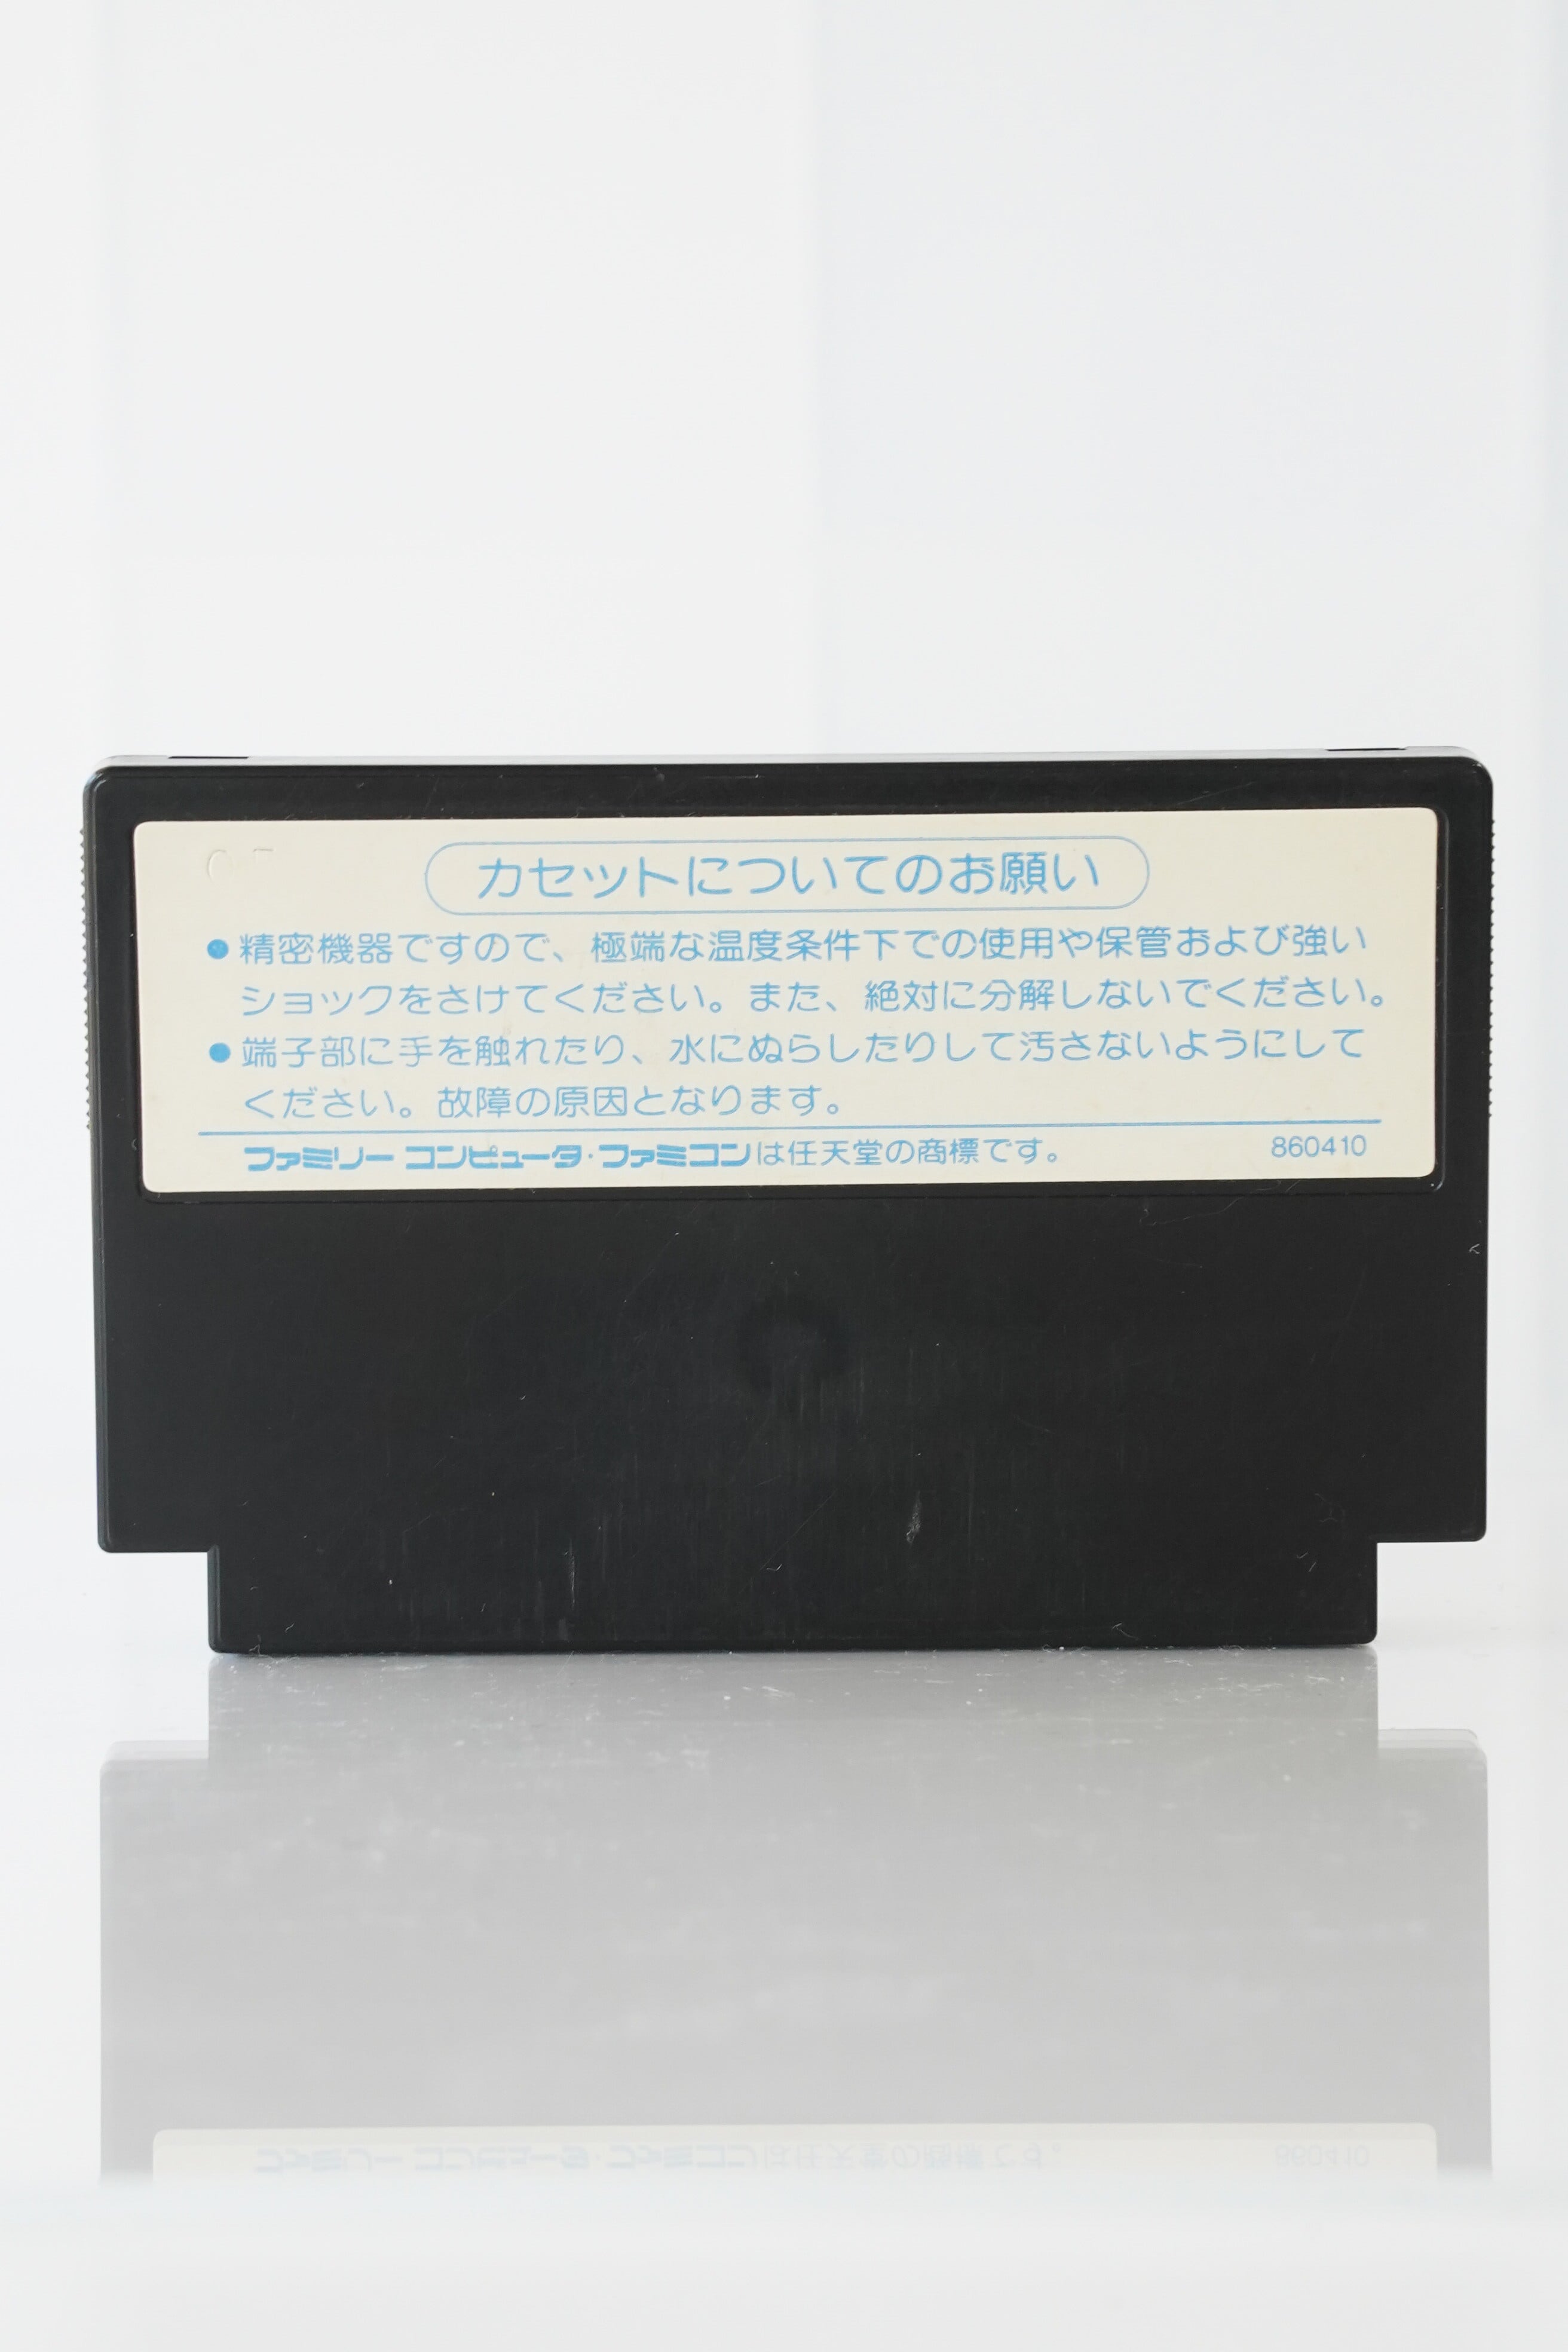 カセットについてのお願い
●精密機器ですので、極端な温度条件下での使用や保管および強い
ショックをさけてください。また、絶対に分解しないでください。
●端子部に手を触れたり、水にぬらしたりして汚さないようにして
ください。故障の原因となります。
ファミリー コンピュータ・ファミコンは任天堂の商標です。 860410